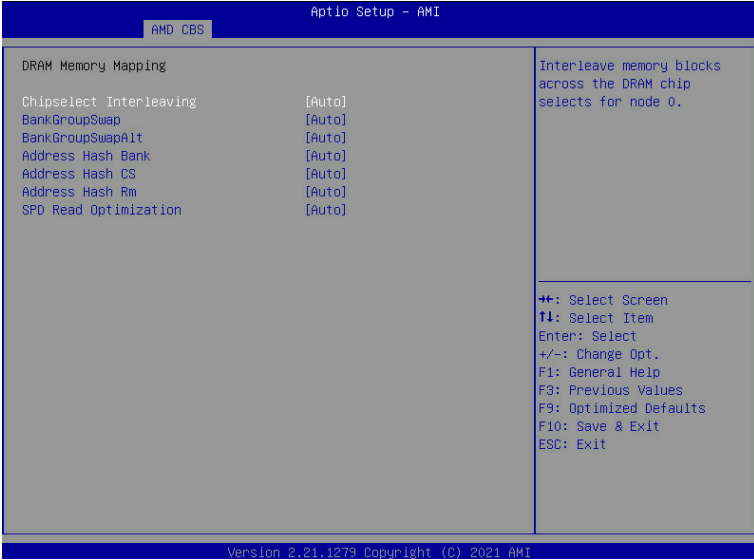 Aptio Setup – AMI
AMD CBS
DRAM Memory Mapping
Chipselect Interleaving [Auto]
BankGroupSwap [Auto]
BankGroupSwapAlt [Auto]
Address Hash Bank [Auto]
Address Hash CS [Auto]
Address Hash Rm [Auto]
SPD Read Optimization [Auto]
Interleave memory blocks
across the DRAM chip
selects for node 0.
→←: Select Screen
↑↓: Select Item
Enter: Select
+/-: Change Opt.
F1: General Help
F3: Previous Values
F9: Optimized Defaults
F10: Save & Exit
ESC: Exit
Version 2.21.1279 Copyright (C) 2021 AMI